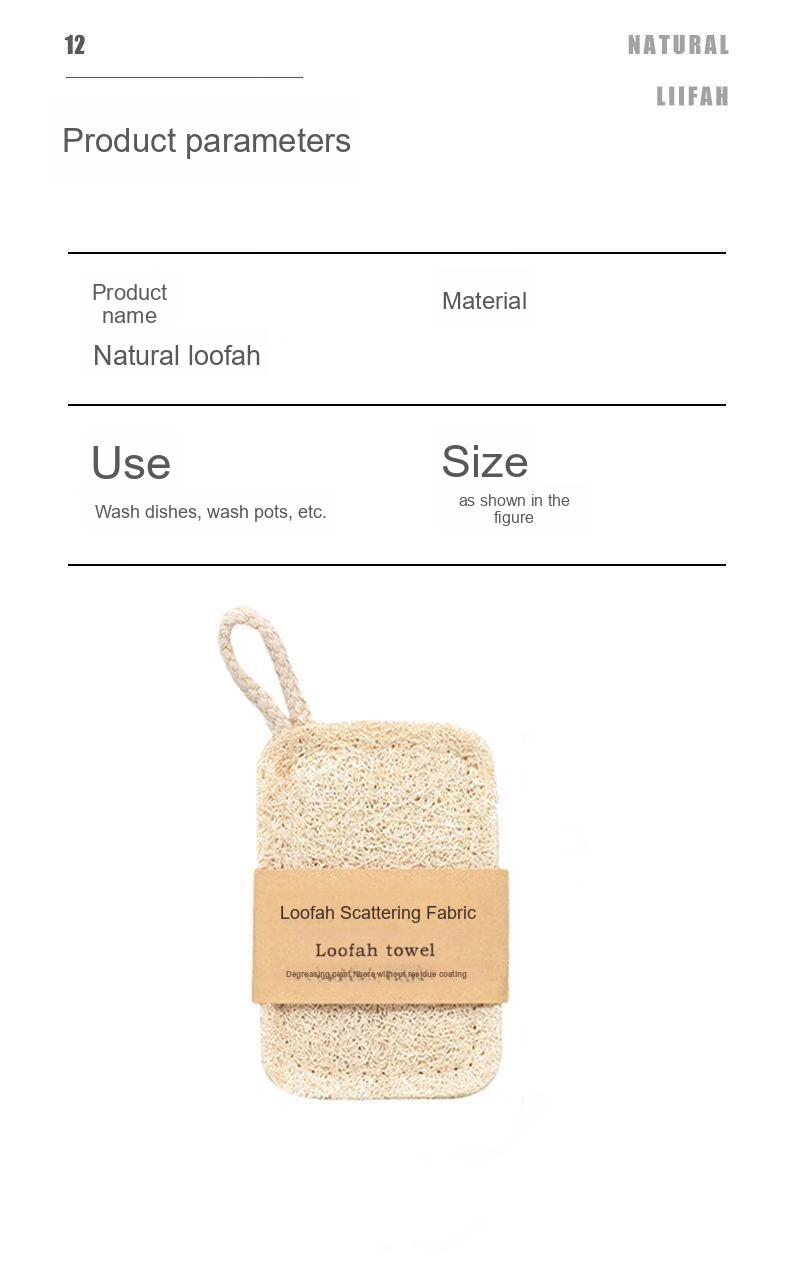 12
NATURAL
LIIFAH
Product parameters
Product
name
Material
Natural loofah
Use
Size
Wash dishes, wash pots, etc.
as shown in the
figure
Loofah Scattering Fabric
Loofah towel
Degreasing plant fibers without residue coating